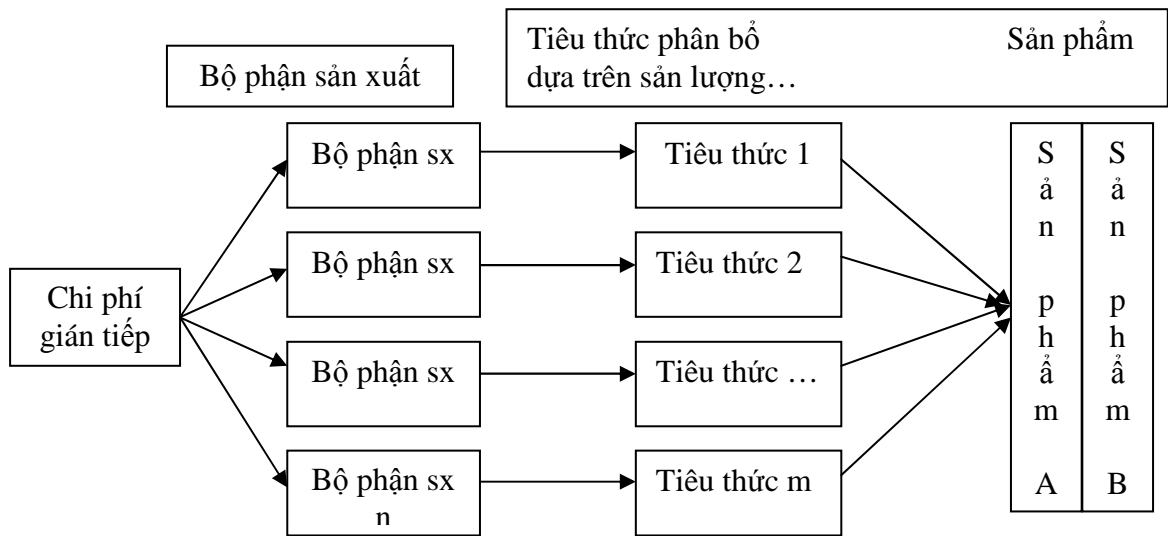 Bộ phận sản xuất
Tiêu thức phân bổ Sản phẩm
dựa trên sản lượng…
Bộ phận sx
Tiêu thức 1
Bộ phận sx
Tiêu thức 2
Chi phí
gián tiếp
Bộ phận sx
Tiêu thức …
Bộ phận sx
n
Tiêu thức m
Sản phẩm A
Sản phẩm B